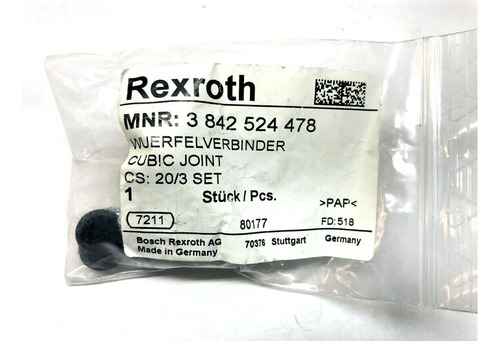 Rexroth
MNR: 3 842 524 478
WUERFELVERBINDER
CUBIC JOINT
CS: 20/3 SET
1 Stück / Pcs. >PAP<
7211 80177 FD: 518
Bosch Rexroth AG 70376 Stuttgart Germany
Made in Germany